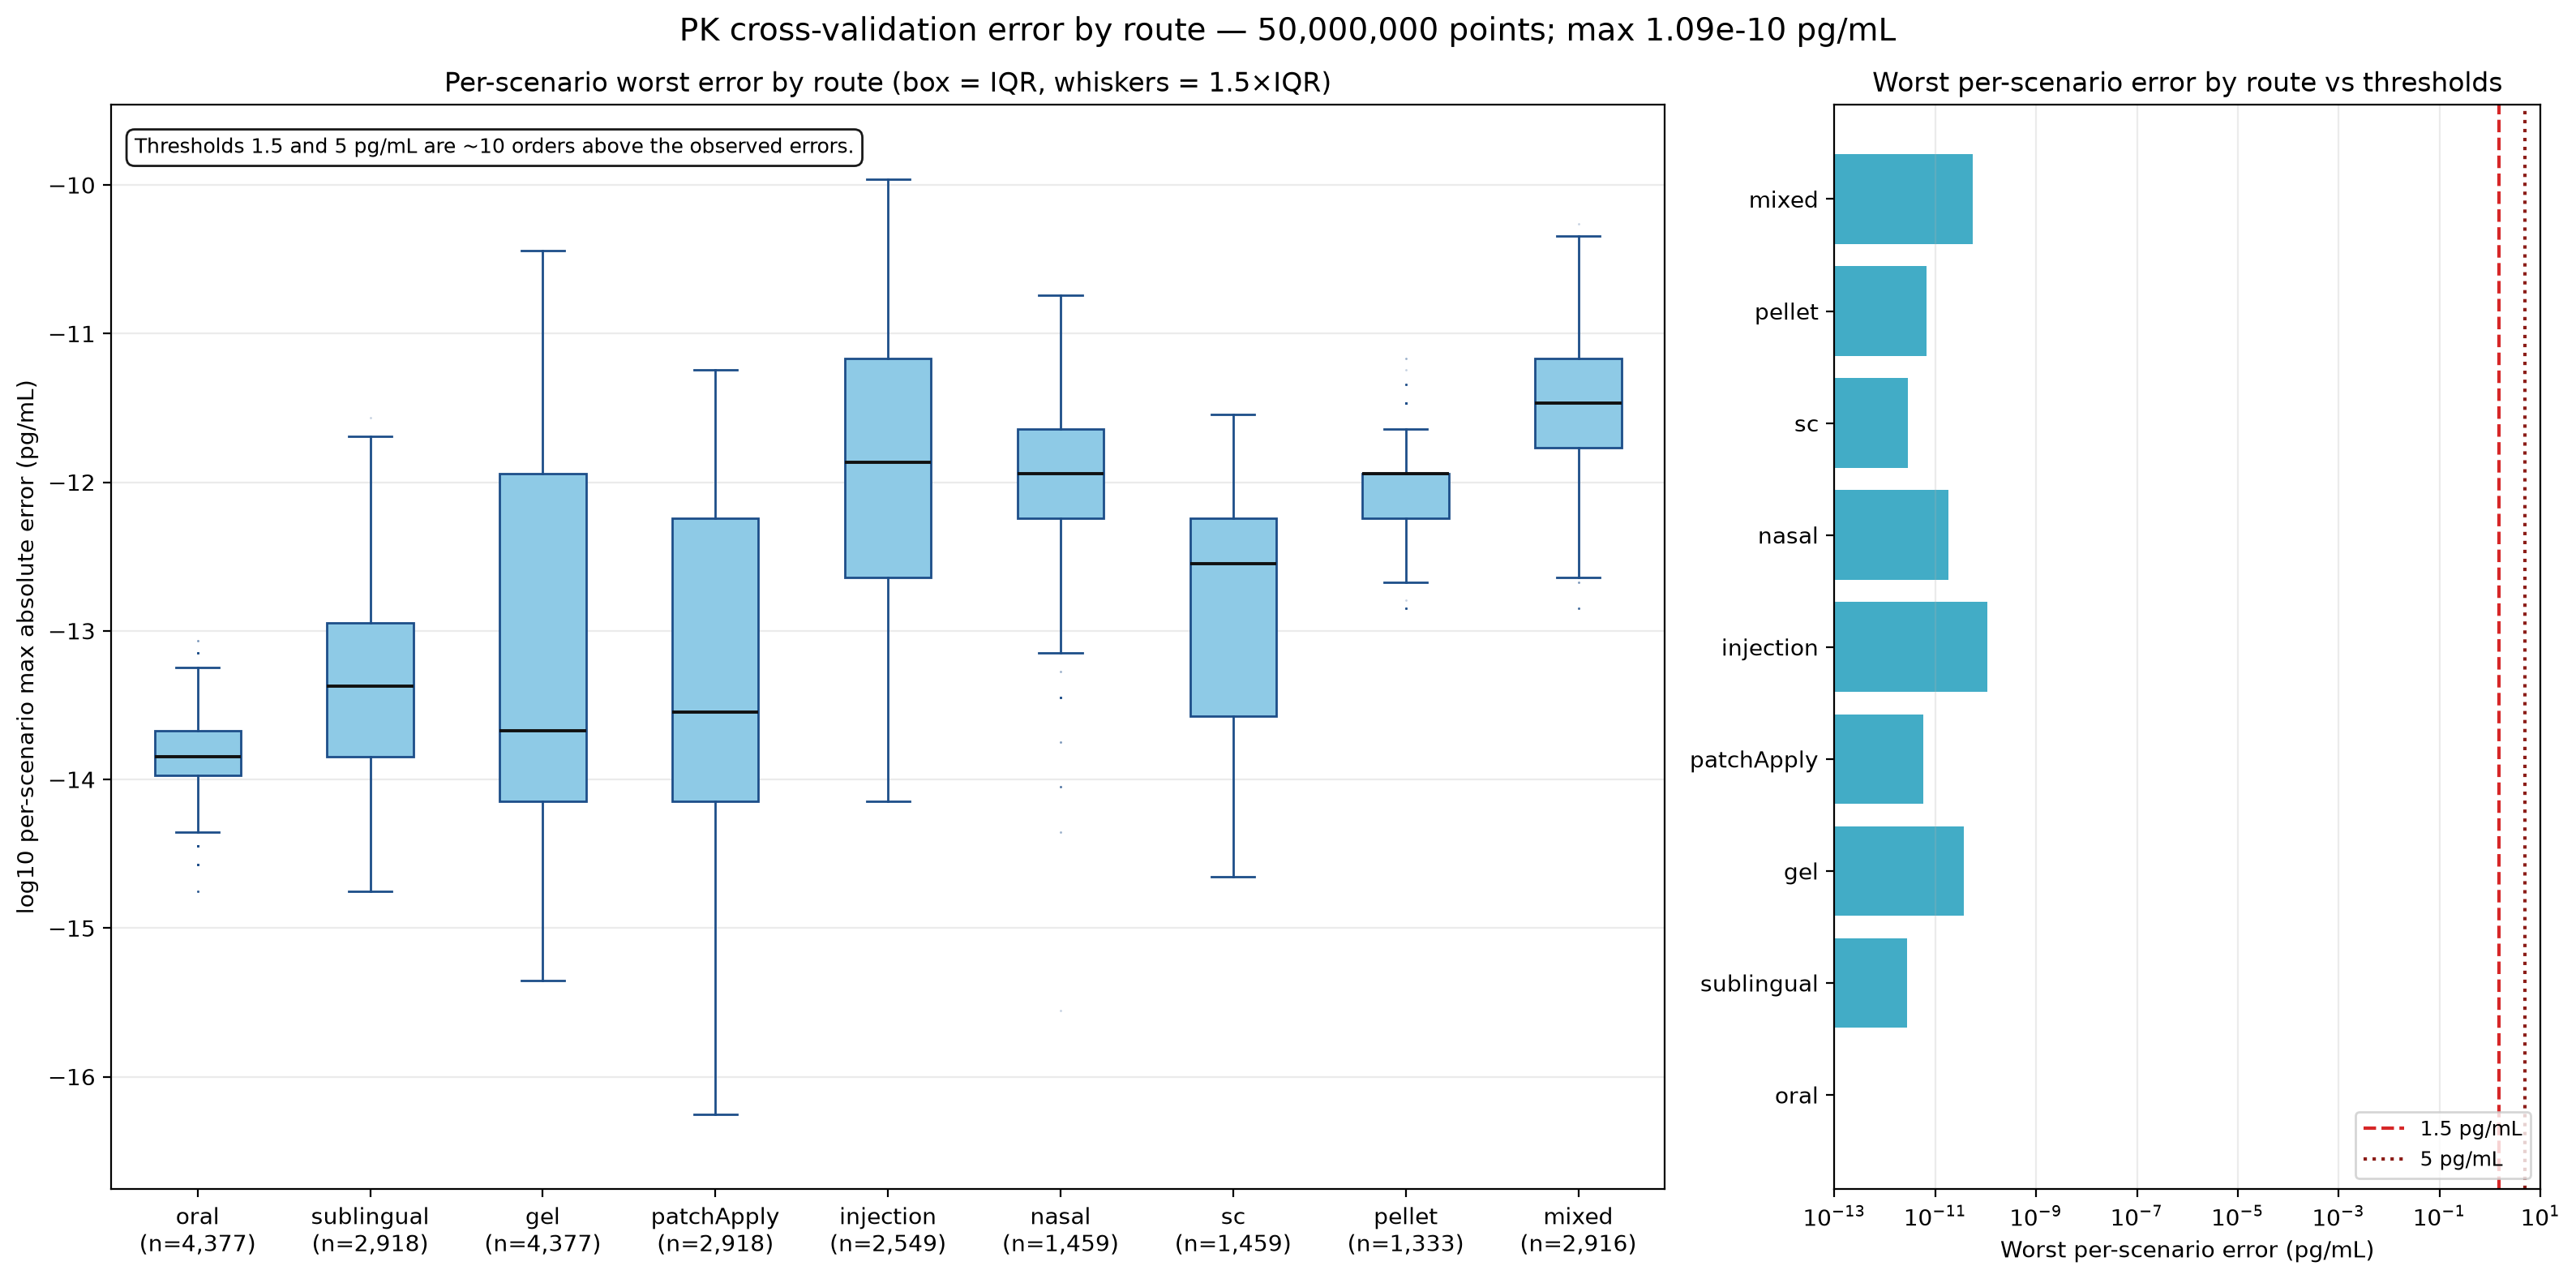 PK cross-validation error by route — 50,000,000 points; max 1.09e-10 pg/mL
Per-scenario worst error by route (box = IQR, whiskers = 1.5×IQR)
Thresholds 1.5 and 5 pg/mL are ~10 orders above the observed errors.
log10 per-scenario max absolute error (pg/mL)
−10
−11
−12
−13
−14
−15
−16
oral
(n=4,377)
sublingual
(n=2,918)
gel
(n=4,377)
patchApply
(n=2,918)
injection
(n=2,549)
nasal
(n=1,459)
sc
(n=1,459)
pellet
(n=1,333)
mixed
(n=2,916)
Worst per-scenario error by route vs thresholds
mixed
pellet
sc
nasal
injection
patchApply
gel
sublingual
oral
1.5 pg/mL
5 pg/mL
10⁻¹³ 10⁻¹¹ 10⁻⁹ 10⁻⁷ 10⁻⁵ 10⁻³ 10⁻¹ 10¹
Worst per-scenario error (pg/mL)